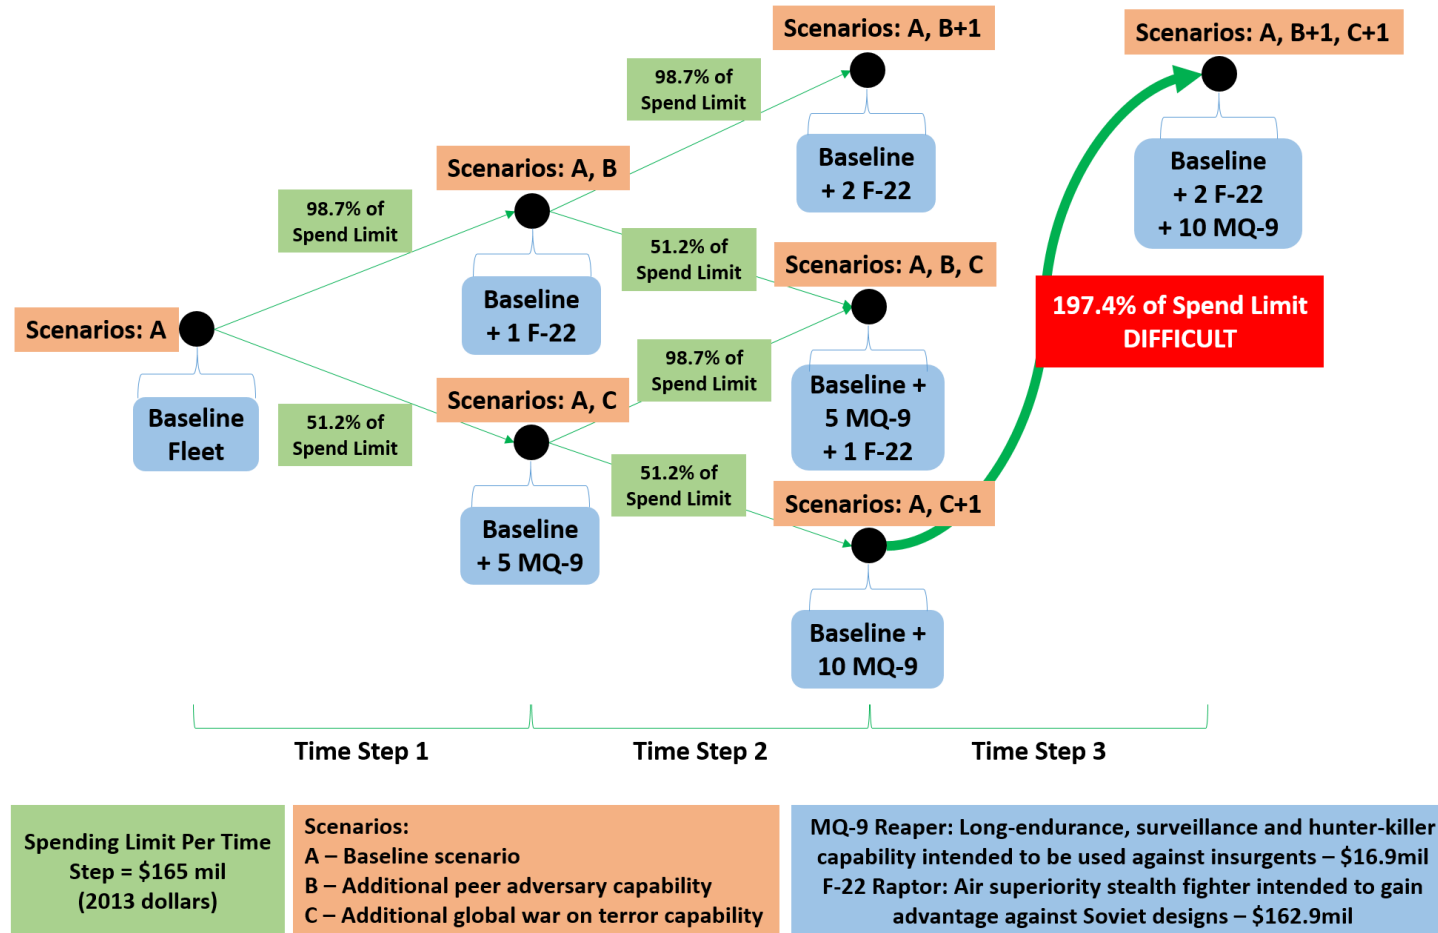 Scenarios: A, B+1
Scenarios: A, B+1, C+1
98.7% of
Spend Limit
Baseline
+ 2 F-22
Baseline
+ 2 F-22
+ 10 MQ-9
Scenarios: A, B
98.7% of
Spend Limit
51.2% of
Spend Limit
Scenarios: A, B, C
Baseline
+ 1 F-22
197.4% of Spend Limit
DIFFICULT
Scenarios: A
98.7% of
Spend Limit
Baseline
Fleet
51.2% of
Spend Limit
Scenarios: A, C
Baseline +
5 MQ-9
+ 1 F-22
51.2% of
Spend Limit
Scenarios: A, C+1
Baseline
+ 5 MQ-9
Baseline +
10 MQ-9
Time Step 1
Time Step 2
Time Step 3
Spending Limit Per Time
Step = $165 mil
(2013 dollars)
Scenarios:
A – Baseline scenario
B – Additional peer adversary capability
C – Additional global war on terror capability
MQ-9 Reaper: Long-endurance, surveillance and hunter-killer
capability intended to be used against insurgents – $16.9mil
F-22 Raptor: Air superiority stealth fighter intended to gain
advantage against Soviet designs – $162.9mil